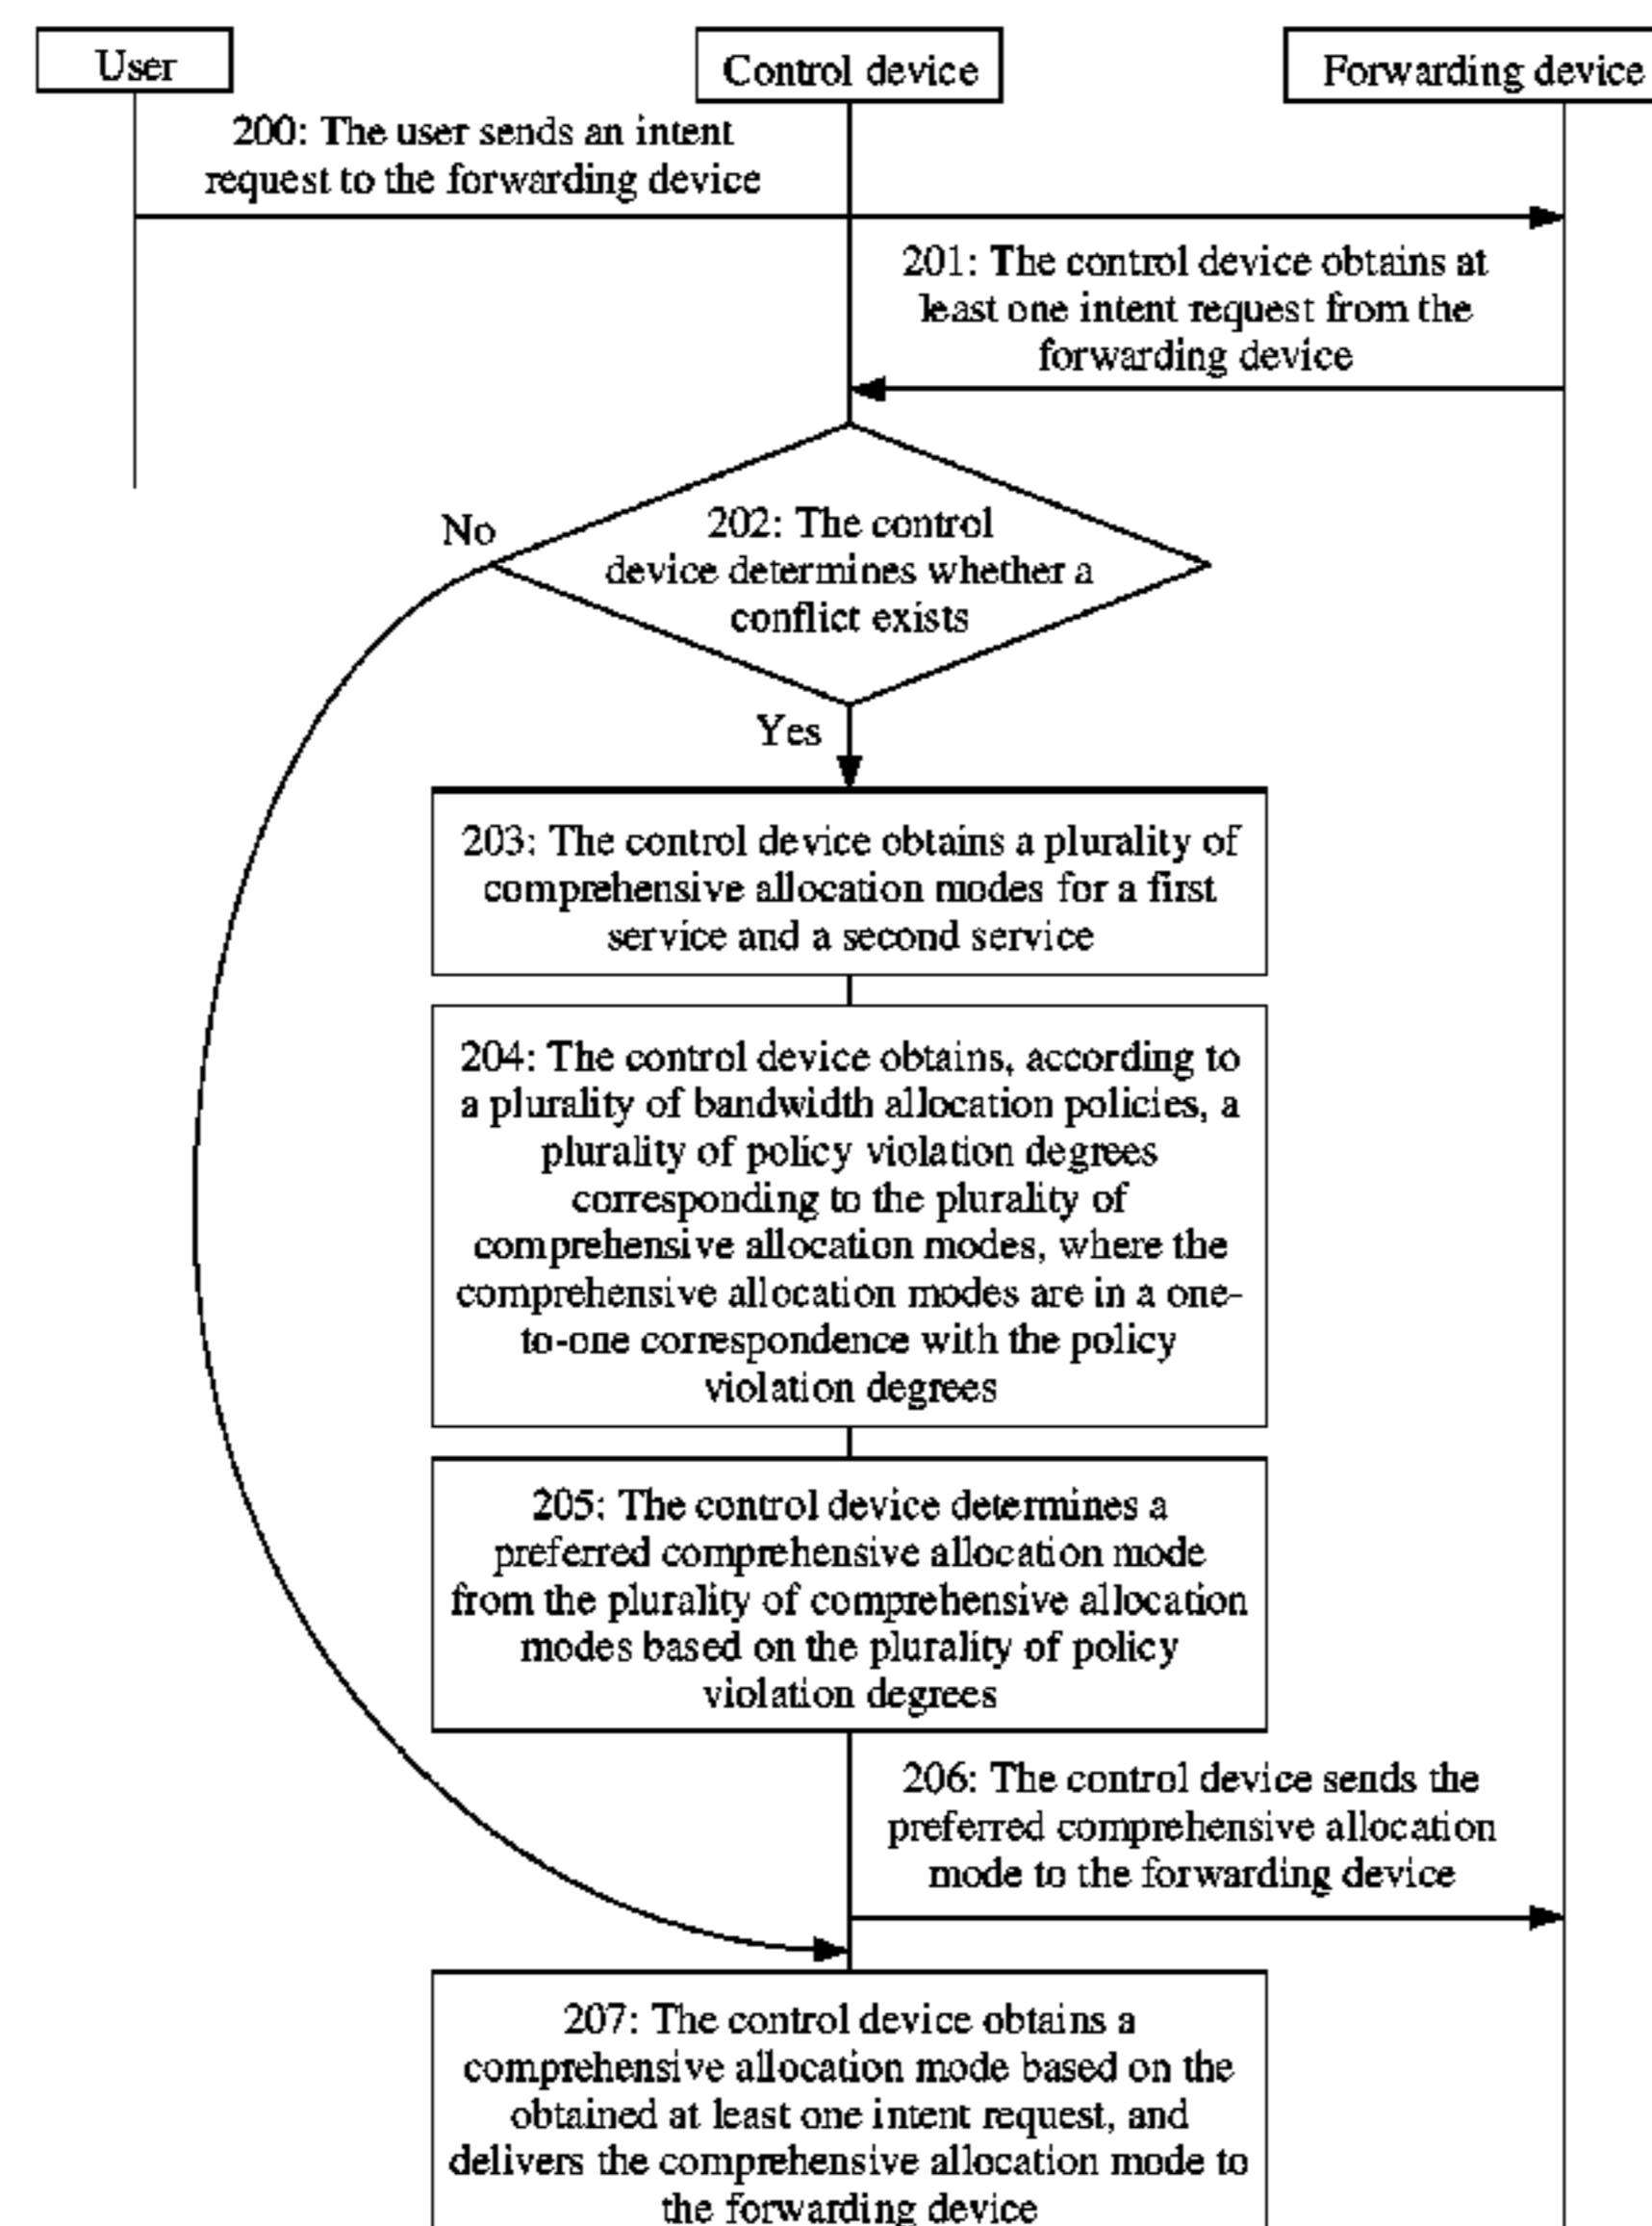 User
Control device
Forwarding device
200: The user sends an intent
request to the forwarding device
201: The control device obtains at
least one intent request from the
forwarding device
No
202: The control
device determines whether a
conflict exists
Yes
203: The control device obtains a plurality of
comprehensive allocation modes for a first
service and a second service
204: The control device obtains, according to
a plurality of bandwidth allocation policies, a
plurality of policy violation degrees
corresponding to the plurality of
comprehensive allocation modes, where the
comprehensive allocation modes are in a one-
to-one correspondence with the policy
violation degrees
205: The control device determines a
preferred comprehensive allocation mode
from the plurality of comprehensive allocation
modes based on the plurality of policy
violation degrees
206: The control device sends the
preferred comprehensive allocation
mode to the forwarding device
207: The control device obtains a
comprehensive allocation mode based on the
obtained at least one intent request, and
delivers the comprehensive allocation mode to
the forwarding device